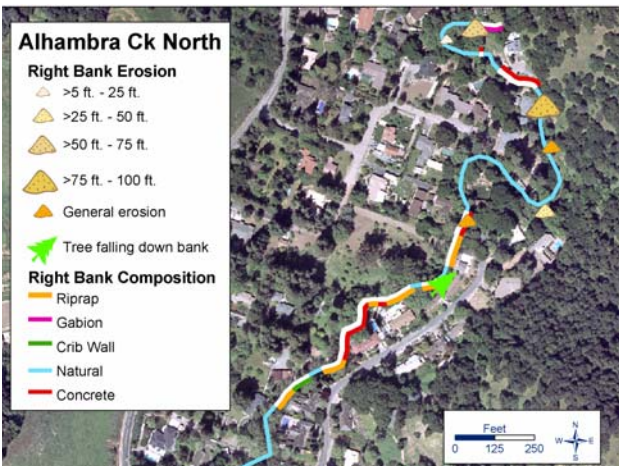 Alhambra Ck North
Right Bank Erosion
>5 ft. - 25 ft.
>25 ft. - 50 ft.
>50 ft. - 75 ft.
>75 ft. - 100 ft.
General erosion
Tree falling down bank
Right Bank Composition
Riprap
Gabion
Crib Wall
Natural
Concrete
Feet
0 125 250
N
W E
S